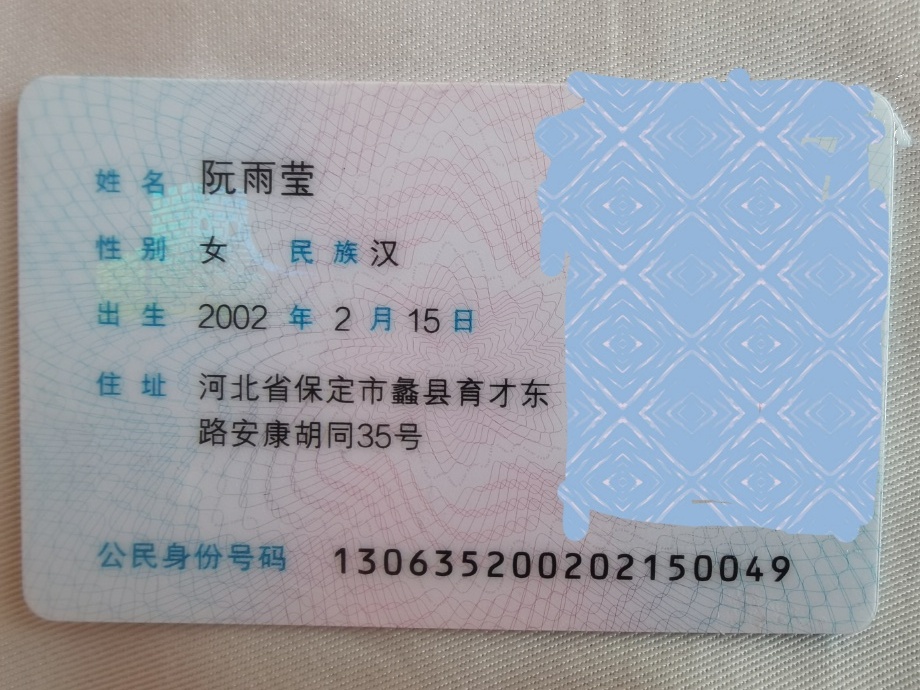 姓名 阮雨莹
性别 女 民族 汉
出生 2002 年 2 月 15 日
住址 河北省保定市蠡县育才东
路安康胡同35号
公民身份号码 130635200202150049